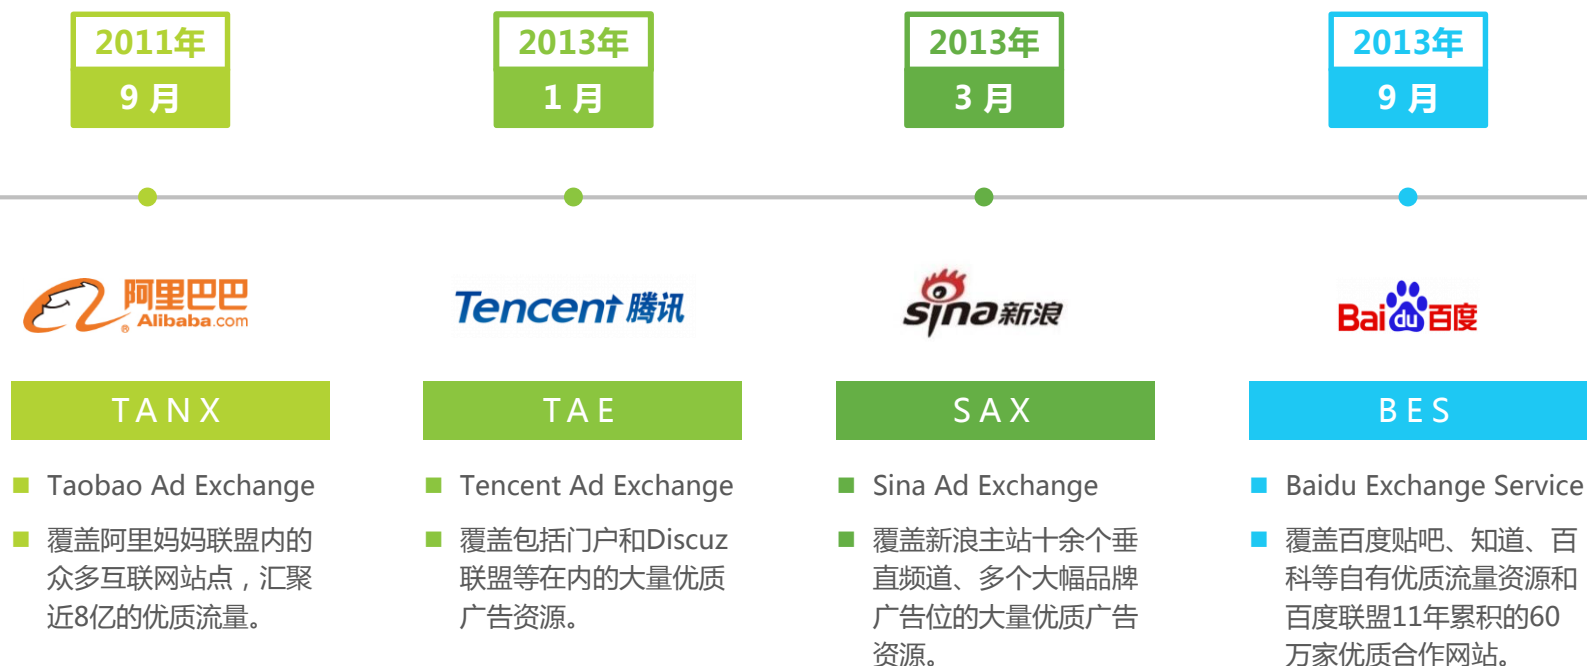 2011年
9 月
2013年
1 月
2013年
3 月
2013年
9 月
阿里巴巴
Alibaba.com
Tencent 腾讯
sina新浪
Bai du 百度
TANX
TAE
SAX
BES
Taobao Ad Exchange
覆盖阿里妈妈联盟内的
众多互联网站点，汇聚
近8亿的优质流量。
Tencent Ad Exchange
覆盖包括门户和Discuz
联盟等在内的大量优质
广告资源。
Sina Ad Exchange
覆盖新浪主站十余个垂
直频道、多个大幅品牌
广告位的大量优质广告
资源。
Baidu Exchange Service
覆盖百度贴吧、知道、百
科等自有优质流量资源和
百度联盟11年累积的60
万家优质合作网站。